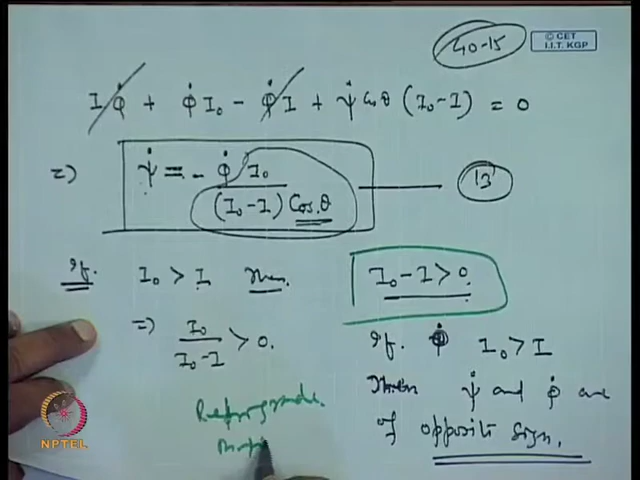 40-15
© CET
I.I.T. KGP
I φ̇ + φ̇ I₀ - φ̇ I + ψ̇ cos θ (I₀-I) = 0
=) ψ̇ = - φ̇ I₀ / (I₀-I) Cos.θ
13
If. I₀ > I then.
I₀-I > 0.
=) I₀ / I₀-I > 0.
If. φ̇ I₀ > I
then ψ̇ and φ̇ are
of opposite sign.
NPTEL